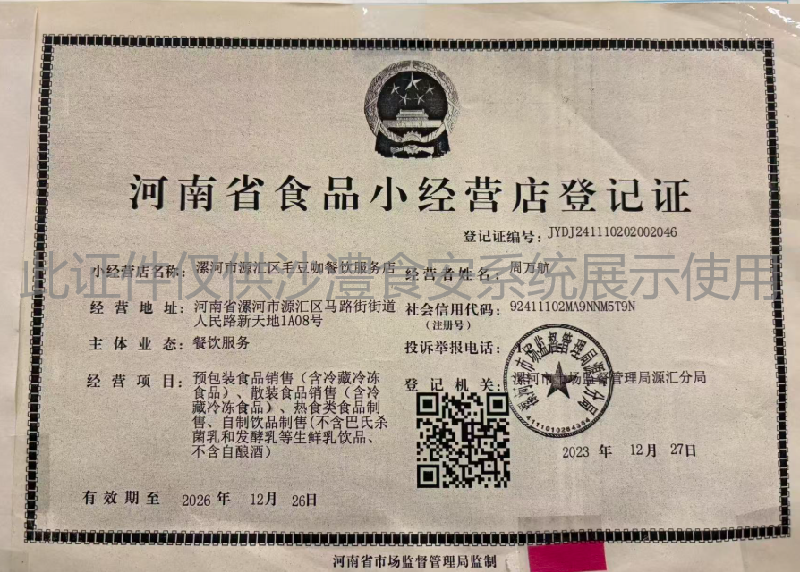 河南省食品小经营店登记证
登记证编号：JYDJ241110202002046
小经营店名称：漯河市源汇区毛豆咖餐饮服务店
经营者姓名：周万航
此证件仅供沙澧食安系统展示使用
经营地址：河南省漯河市源汇区马路街街道
人民路新天地1A08号
社会信用代码：92411102MA9NNM5T9N
（注册号）
主体业态：餐饮服务
投诉举报电话：
经营项目：预包装食品销售（含冷藏冷冻
食品）、散装食品销售（含冷
藏冷冻食品）、热食类食品制
售、自制饮品制售(不含巴氏杀
菌乳和发酵乳等生鲜乳饮品、
不含自酿酒）
登记机关：漯河市市场监督管理局源汇分局
2023 年 12月 27日
有效期至 2026 年 12月 26日
河南省市场监督管理局监制